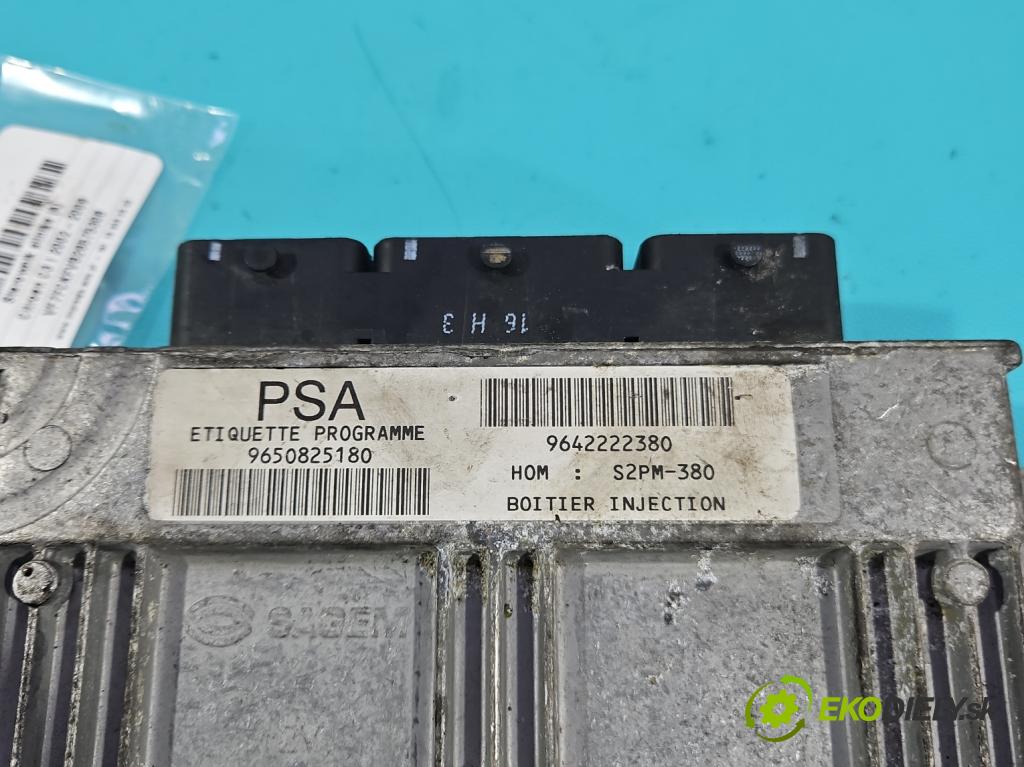 16 H 3
PSA
ETIQUETTE PROGRAMME
9650825180
9642222380
HOM : S2PM-380
BOITIER INJECTION
SAGEM
EKODIELY.sk